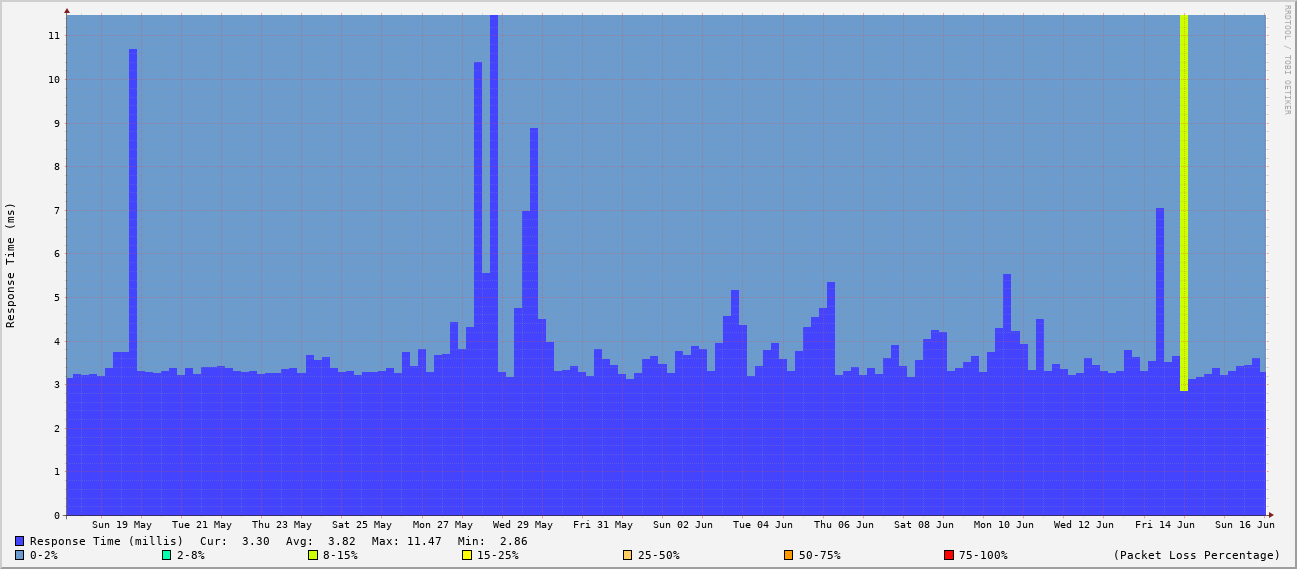 RRDTOOL / TOBI OETIKER
Response Time (ms)
11
10
9
8
7
6
5
4
3
2
1
0
Sun 19 May Tue 21 May Thu 23 May Sat 25 May Mon 27 May Wed 29 May Fri 31 May Sun 02 Jun Tue 04 Jun Thu 06 Jun Sat 08 Jun Mon 10 Jun Wed 12 Jun Fri 14 Jun Sun 16 Jun
Response Time (millis) Cur: 3.30 Avg: 3.82 Max: 11.47 Min: 2.86
0-2% 2-8% 8-15% 15-25% 25-50% 50-75% 75-100% (Packet Loss Percentage)